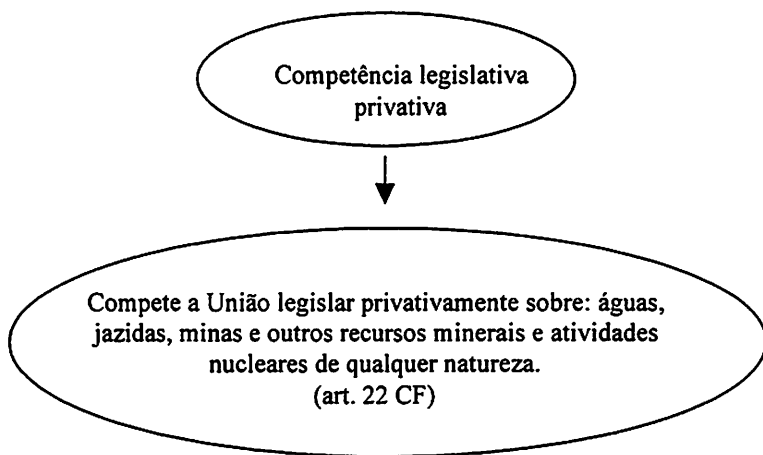 Competência legislativa
privativa
Compete a União legislar privativamente sobre: águas,
jazidas, minas e outros recursos minerais e atividades
nucleares de qualquer natureza.
(art. 22 CF)